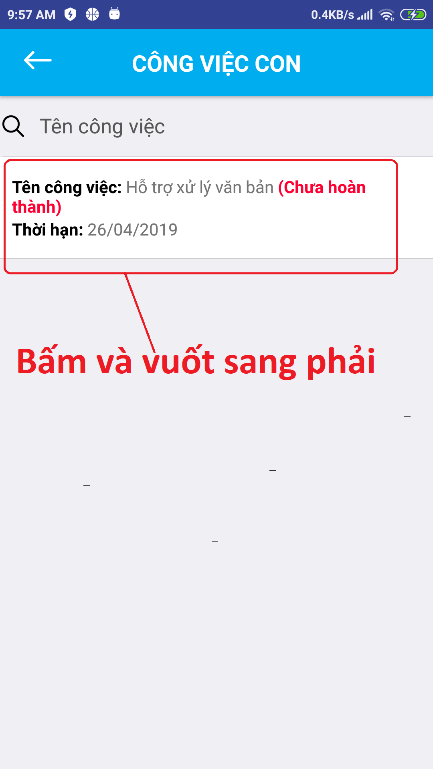 9:57 AM 0.4KB/s
CÔNG VIỆC CON
Tên công việc
Tên công việc: Hỗ trợ xử lý văn bản (Chưa hoàn
thành)
Thời hạn: 26/04/2019
Bấm và vuốt sang phải